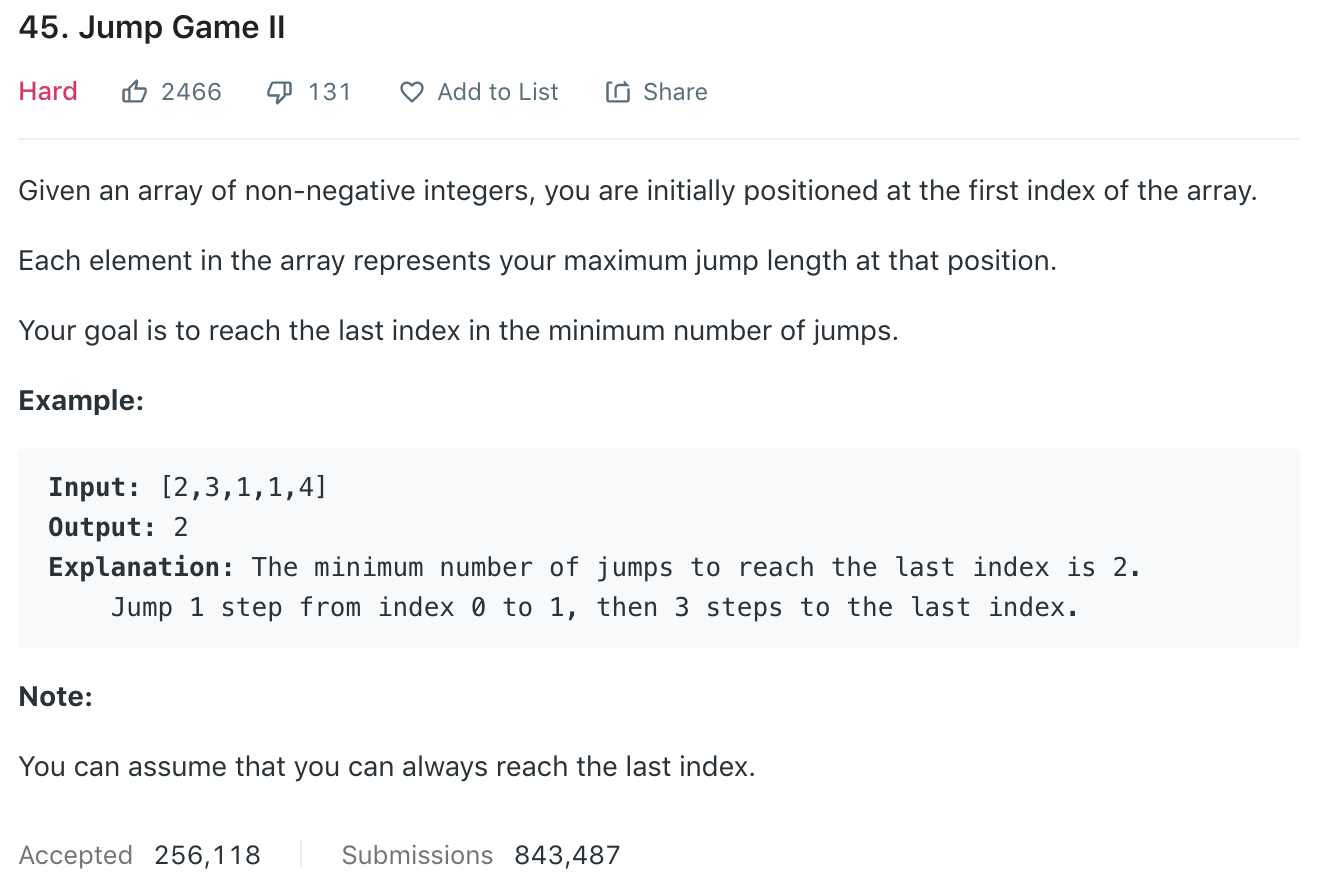 45. Jump Game II
Hard 2466 131 Add to List Share
Given an array of non-negative integers, you are initially positioned at the first index of the array.
Each element in the array represents your maximum jump length at that position.
Your goal is to reach the last index in the minimum number of jumps.
Example:
Input: [2,3,1,1,4]
Output: 2
Explanation: The minimum number of jumps to reach the last index is 2.
Jump 1 step from index 0 to 1, then 3 steps to the last index.
Note:
You can assume that you can always reach the last index.
Accepted 256,118 Submissions 843,487